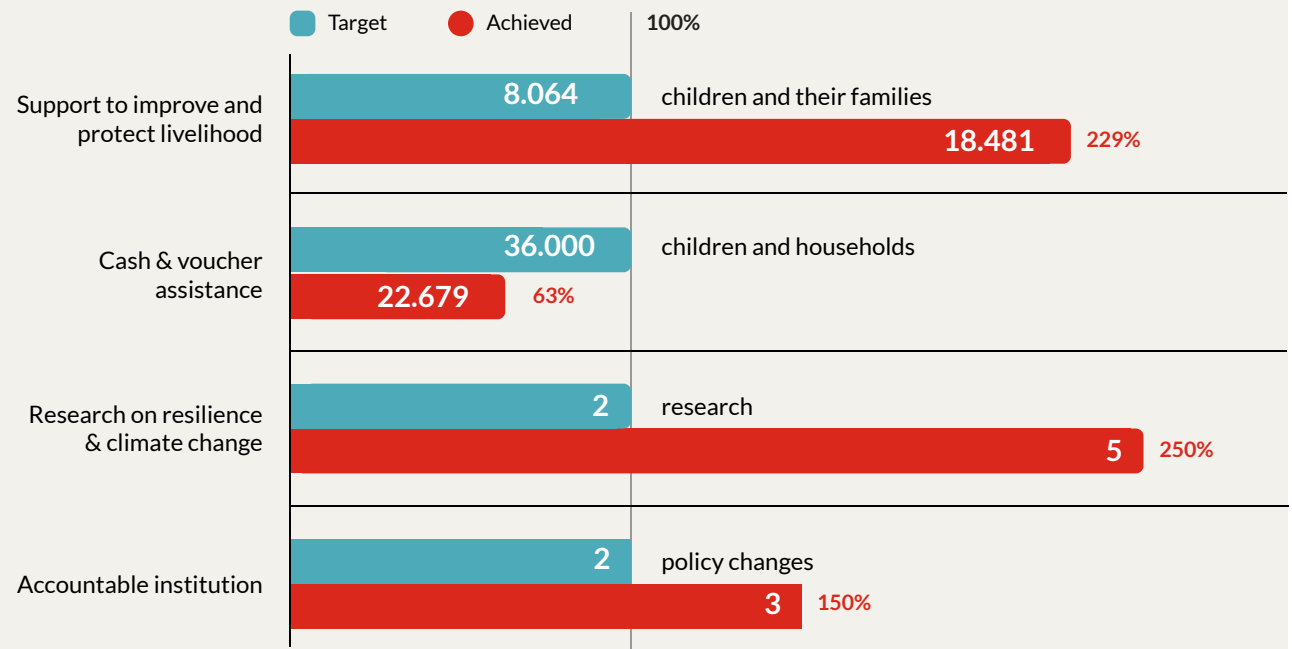 Target
Achieved
100%
Support to improve and
protect livelihood
8.064
children and their families
18.481
229%
Cash & voucher
assistance
36.000
children and households
22.679
63%
Research on resilience
& climate change
2
research
5
250%
Accountable institution
2
policy changes
3
150%